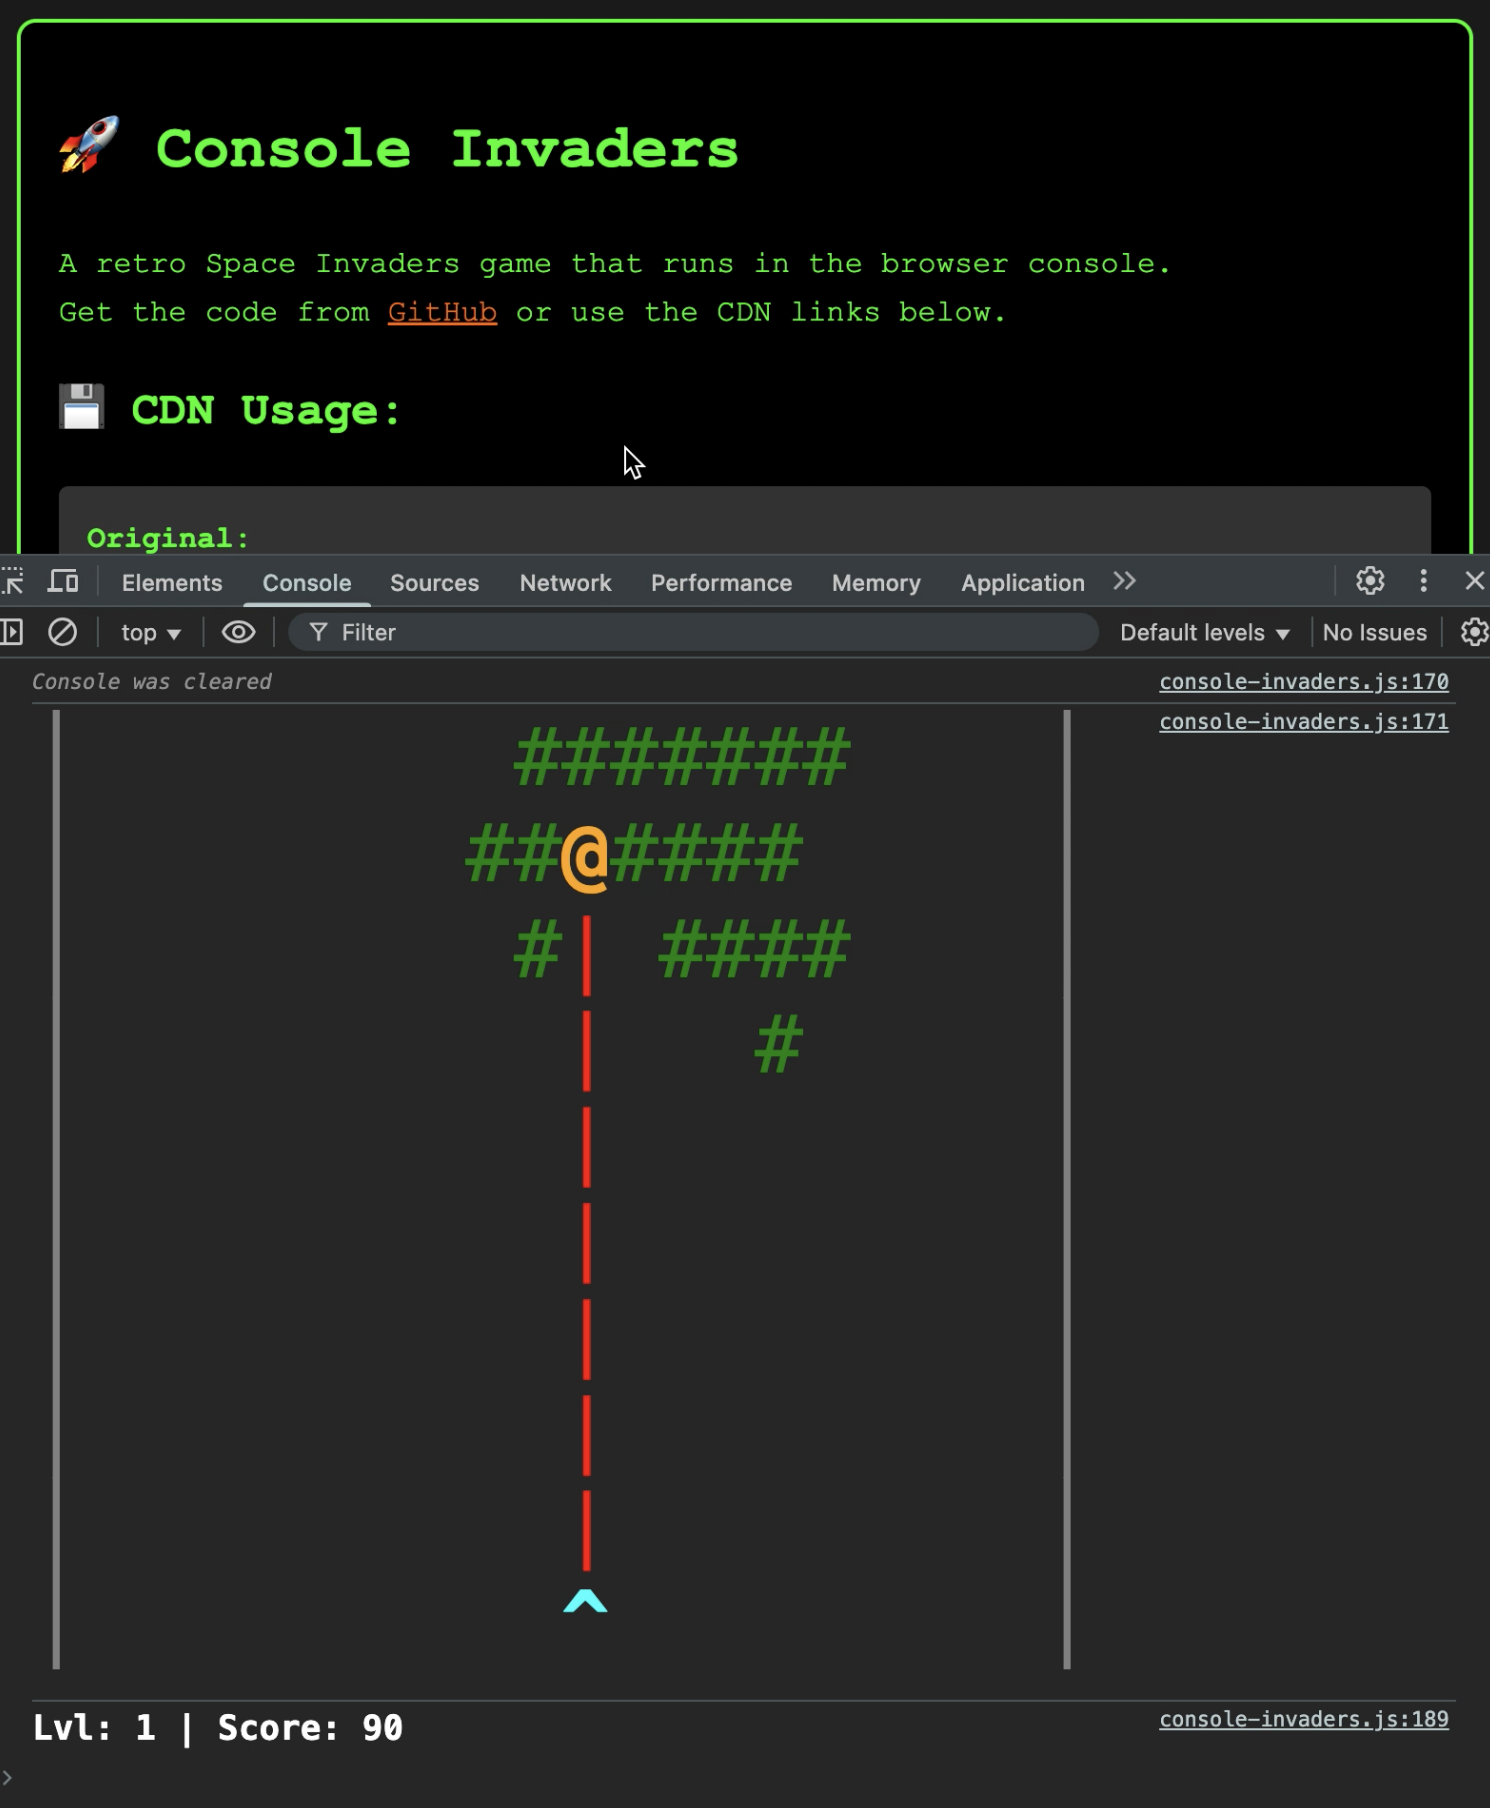 🚀 Console Invaders
A retro Space Invaders game that runs in the browser console.
Get the code from GitHub or use the CDN links below.
💾 CDN Usage:
Original:
Elements Console Sources Network Performance Memory Application
top ▼ Filter Default levels ▼ No Issues
Console was cleared console-invaders.js:170
console-invaders.js:171
#######
##@####
# | ####
| #
|
|
|
|
|
^
Lvl: 1 | Score: 90 console-invaders.js:189
>